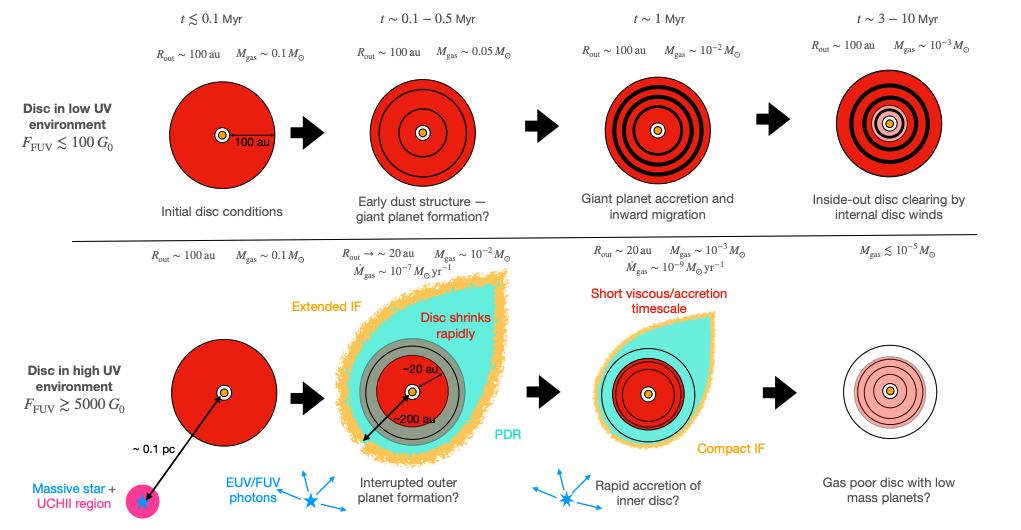 t ≲ 0.1 Myr
t ∼ 0.1 − 0.5 Myr
t ∼ 1 Myr
t ∼ 3 − 10 Myr
R_out ∼ 100 au M_gas ∼ 0.1 M_⊙
R_out ∼ 100 au M_gas ∼ 0.05 M_⊙
R_out ∼ 100 au M_gas ∼ 10^−2 M_⊙
R_out ∼ 100 au M_gas ∼ 10^−3 M_⊙
Disc in low UV
environment
F_FUV ≲ 100 G_0
100 au
Initial disc conditions
Early dust structure —
giant planet formation?
Giant planet accretion and
inward migration
Inside-out disc clearing by
internal disc winds
R_out ∼ 100 au M_gas ∼ 0.1 M_⊙
R_out → ∼ 20 au M_gas ∼ 10^−2 M_⊙
Ṁ_gas ∼ 10^−7 M_⊙ yr^−1
R_out ∼ 20 au M_gas ∼ 10^−3 M_⊙
Ṁ_gas ∼ 10^−9 M_⊙ yr^−1
M_gas ≲ 10^−5 M_⊙
Disc in high UV
environment
F_FUV ≳ 5000 G_0
~ 0.1 pc
Massive star +
UCHII region
Extended IF
Disc shrinks
rapidly
~20 au
~200 au
PDR
EUV/FUV
photons
Interrupted outer
planet formation?
Short viscous/accretion
timescale
Compact IF
Rapid accretion of
inner disc?
Gas poor disc with low
mass planets?